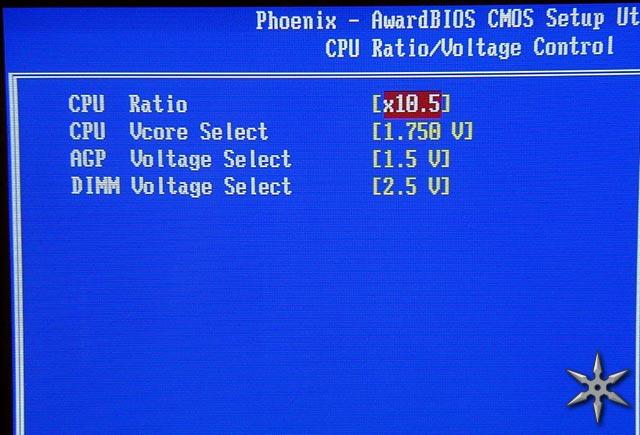 Phoenix - AwardBIOS CMOS Setup Ut
CPU Ratio/Voltage Control
CPU Ratio [x10.5]
CPU Vcore Select [1.750 V]
AGP Voltage Select [1.5 V]
DIMM Voltage Select [2.5 V]